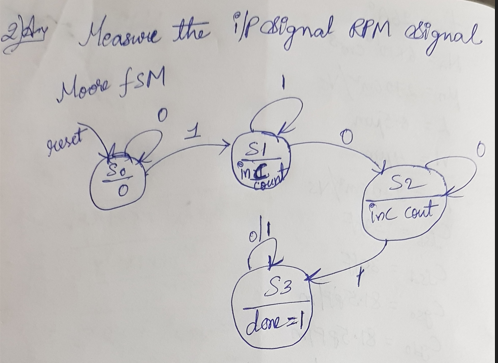 2) Ans Measure the i/p signal RPM signal
Moore fSM
reset
0
1
1
0
0
S0
0
S1
inc
count
S2
inc cout
0/1
1
S3
done=1